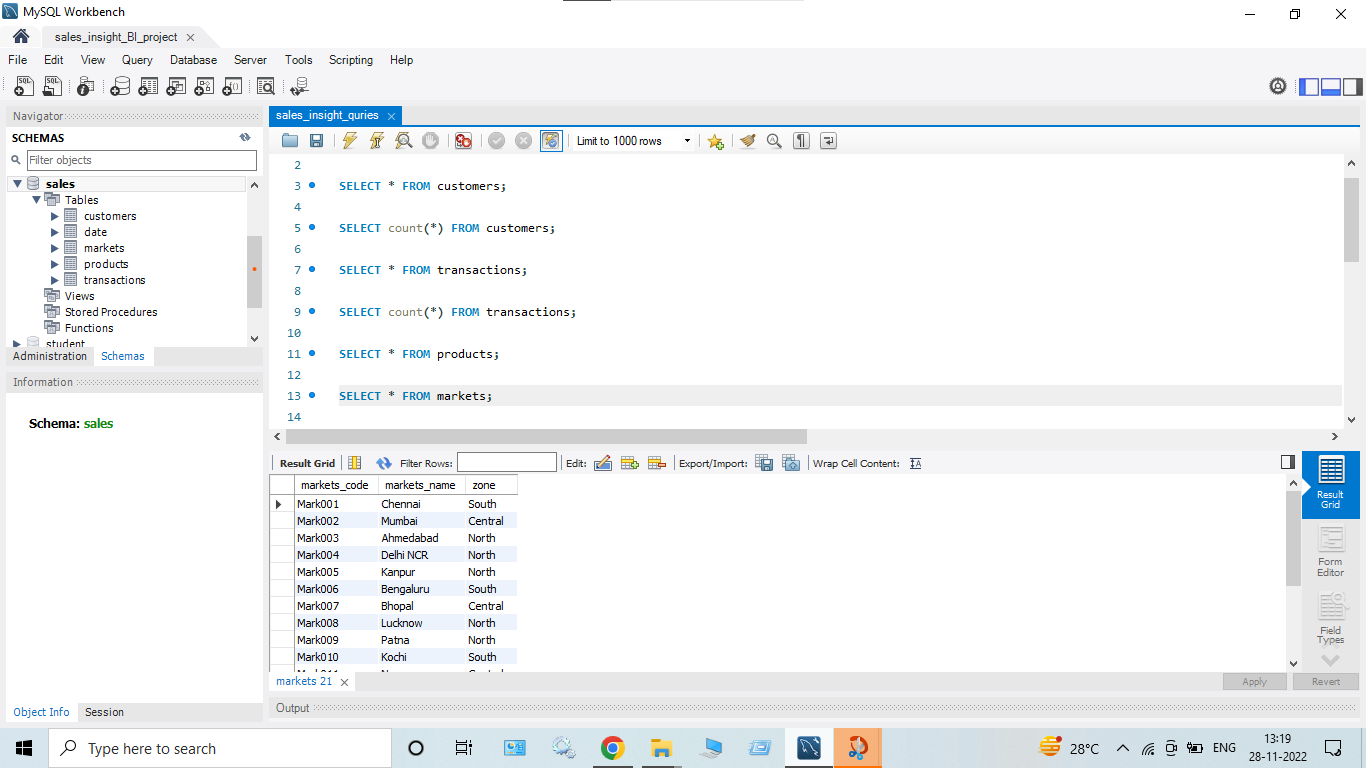 MySQL Workbench
sales_insight_BI_project
File Edit View Query Database Server Tools Scripting Help
Navigator
SCHEMAS
Filter objects
sales
Tables
customers
date
markets
products
transactions
Views
Stored Procedures
Functions
student
Administration Schemas
Information
Schema: sales
Object Info Session
sales_insight_quries
Limit to 1000 rows
2
3 SELECT * FROM customers;
4
5 SELECT count(*) FROM customers;
6
7 SELECT * FROM transactions;
8
9 SELECT count(*) FROM transactions;
10
11 SELECT * FROM products;
12
13 SELECT * FROM markets;
14
Result Grid Filter Rows: Edit: Export/Import: Wrap Cell Content:
markets_code markets_name zone
Mark001 Chennai South
Mark002 Mumbai Central
Mark003 Ahmedabad North
Mark004 Delhi NCR North
Mark005 Kanpur North
Mark006 Bengaluru South
Mark007 Bhopal Central
Mark008 Lucknow North
Mark009 Patna North
Mark010 Kochi South
Result
Grid
Form
Editor
Field
Types
markets 21
Apply Revert
Output
Type here to search
28°C
ENG
13:19
28-11-2022